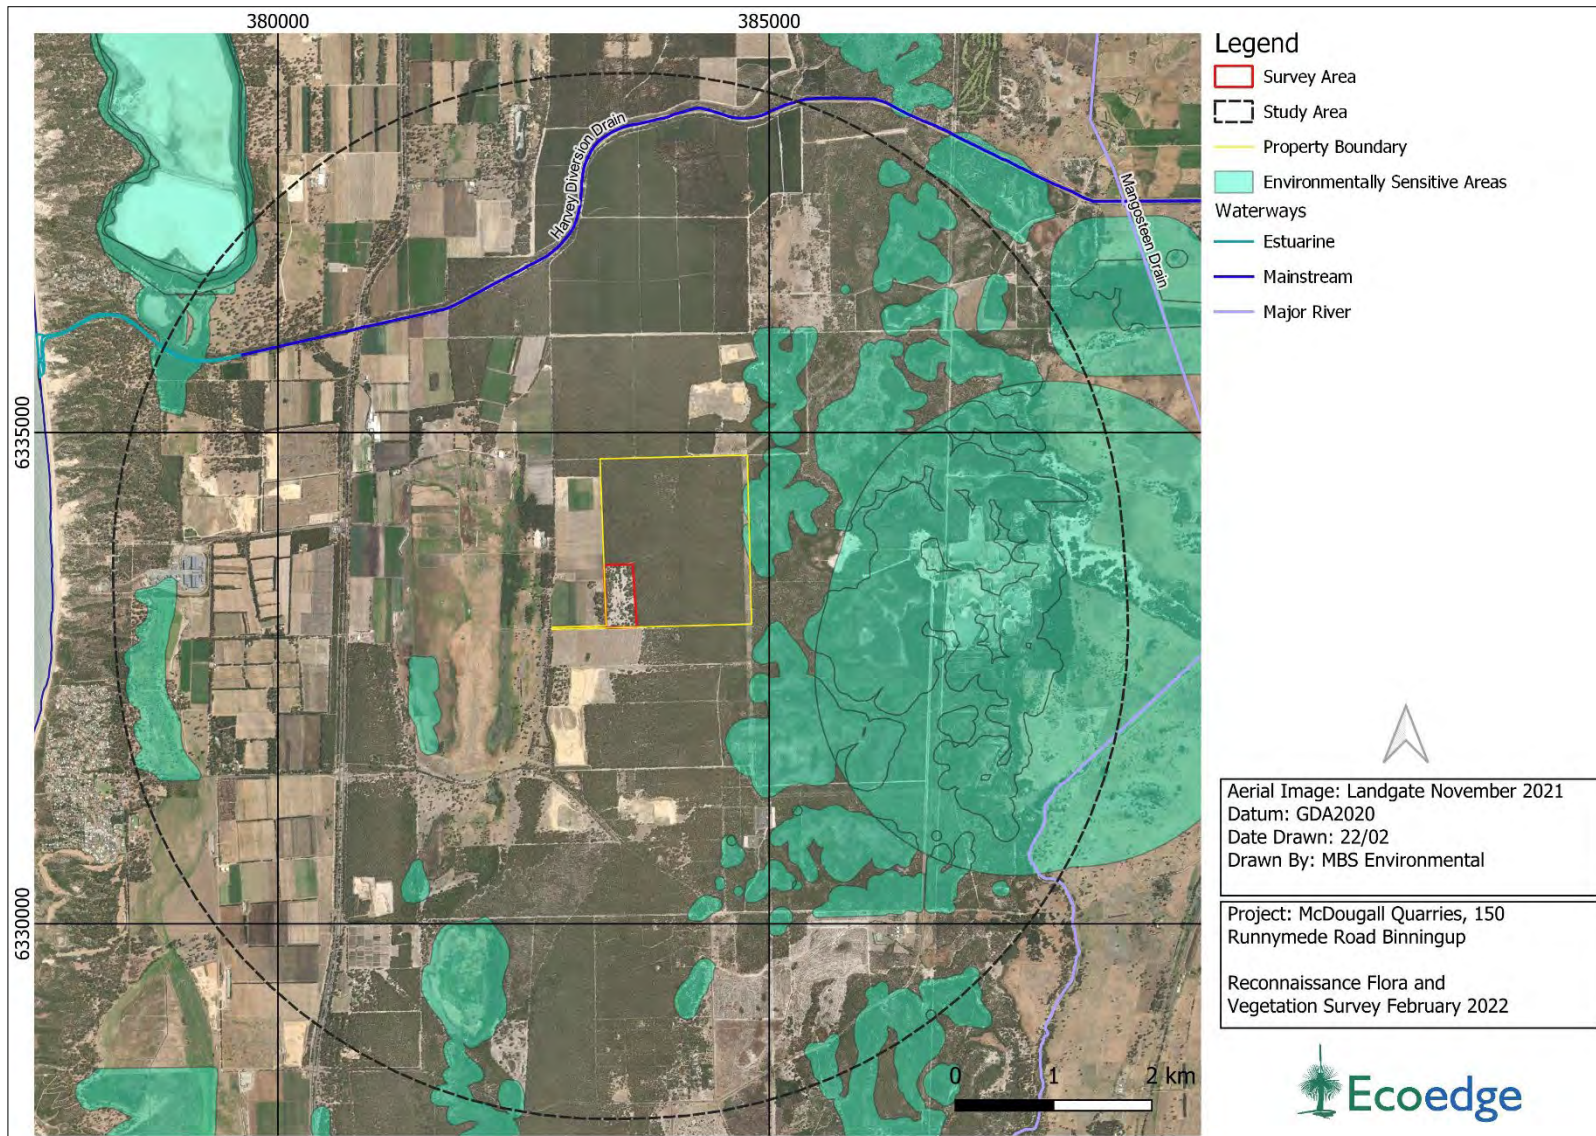 380000
385000
6335000
6330000
Harvey Diversion Drain
Mangosteen Drain
0 1 2 km
Legend
Survey Area
Study Area
Property Boundary
Environmentally Sensitive Areas
Waterways
Estuarine
Mainstream
Major River
Aerial Image: Landgate November 2021
Datum: GDA2020
Date Drawn: 22/02
Drawn By: MBS Environmental
Project: McDougall Quarries, 150
Runnymede Road Binningup
Reconnaissance Flora and
Vegetation Survey February 2022
Ecoedge